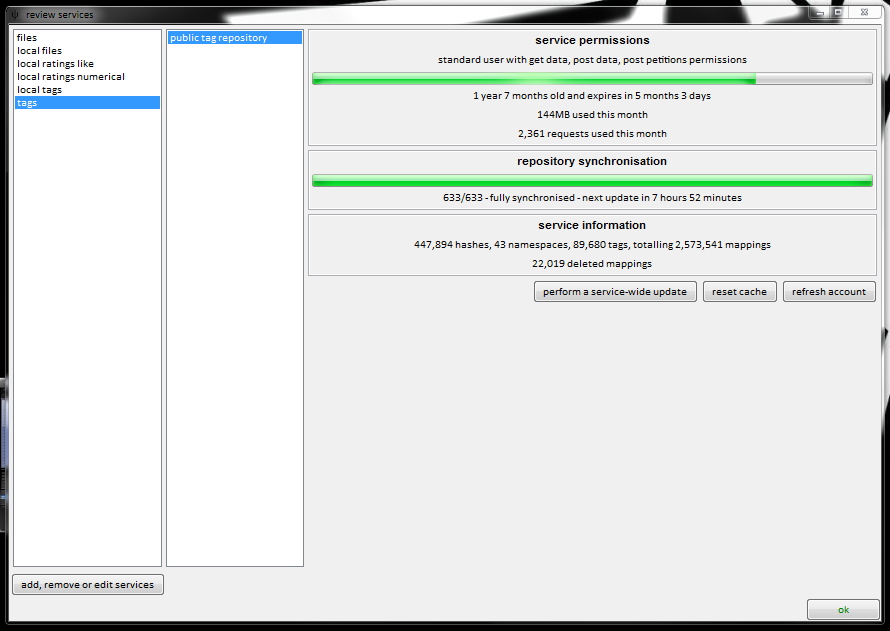 review services
files
local files
local ratings like
local ratings numerical
local tags
tags
public tag repository
service permissions
standard user with get data, post data, post petitions permissions
1 year 7 months old and expires in 5 months 3 days
144MB used this month
2,361 requests used this month
repository synchronisation
633/633 - fully synchronised - next update in 7 hours 52 minutes
service information
447,894 hashes, 43 namespaces, 89,680 tags, totalling 2,573,541 mappings
22,019 deleted mappings
perform a service-wide update
reset cache
refresh account
add, remove or edit services
ok